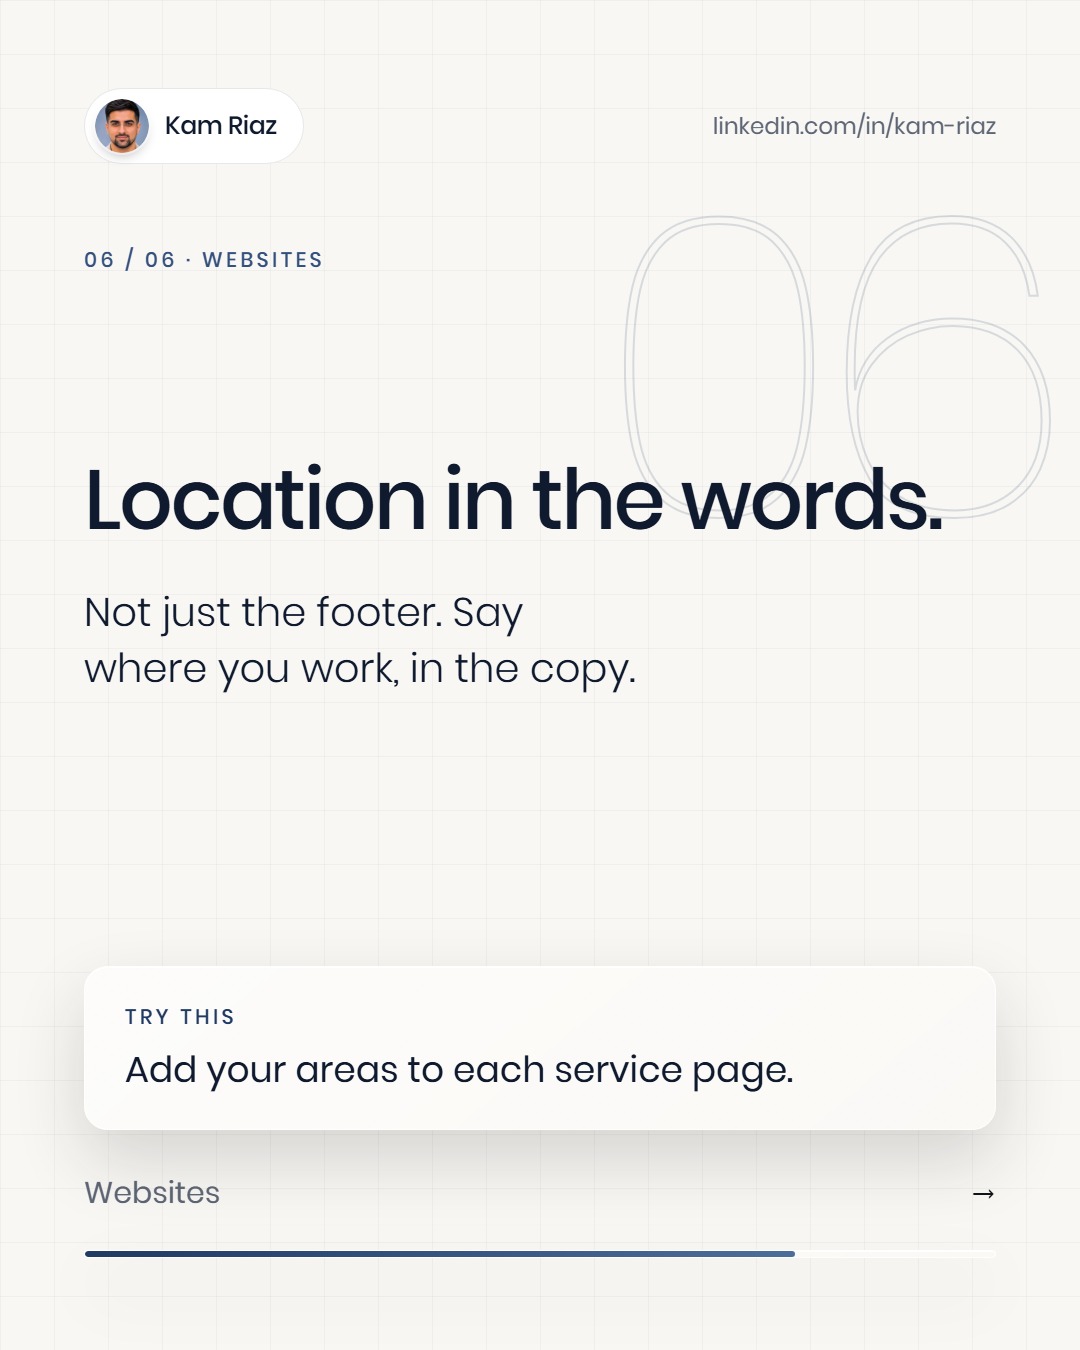 Kam Riaz
linkedin.com/in/kam-riaz
06 / 06 · WEBSITES
06
Location in the words.
Not just the footer. Say
where you work, in the copy.
TRY THIS
Add your areas to each service page.
Websites →